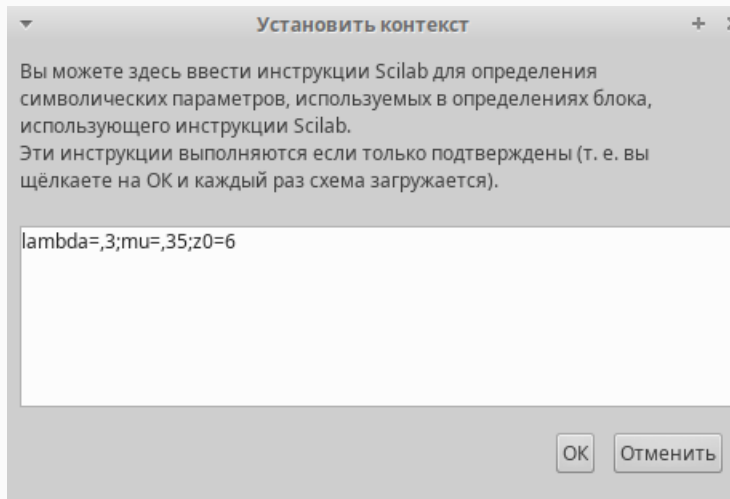 Установить контекст
Вы можете здесь ввести инструкции Scilab для определения
символических параметров, используемых в определениях блока,
использующего инструкции Scilab.
Эти инструкции выполняются если только подтверждены (т. е. вы
щёлкаете на ОК и каждый раз схема загружается).
lambda=,3;mu=,35;z0=6
ОК Отменить